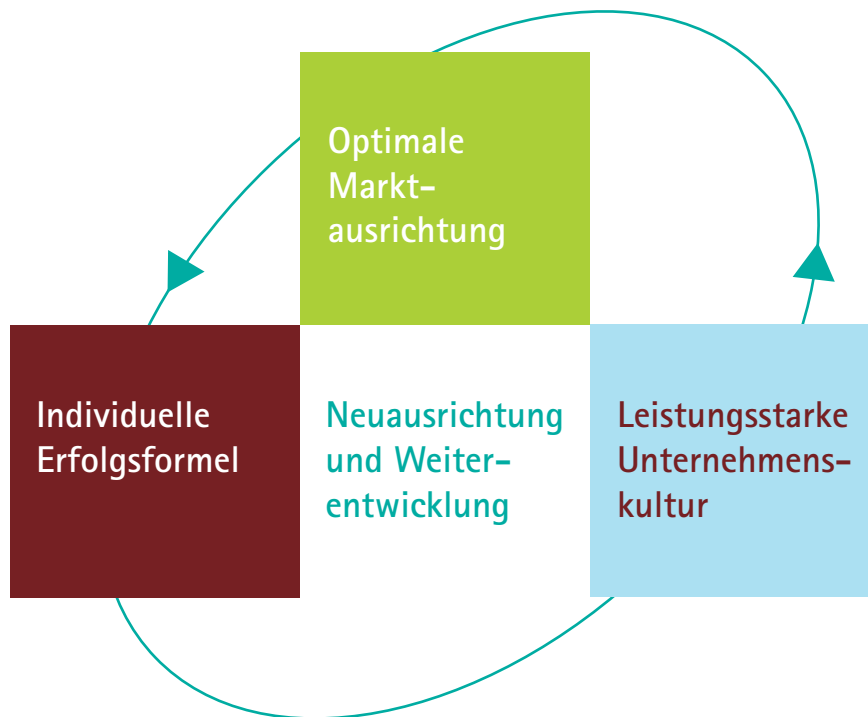 Optimale
Markt-
ausrichtung
Individuelle
Erfolgsformel
Neuausrichtung
und Weiter-
entwicklung
Leistungsstarke
Unternehmens-
kultur